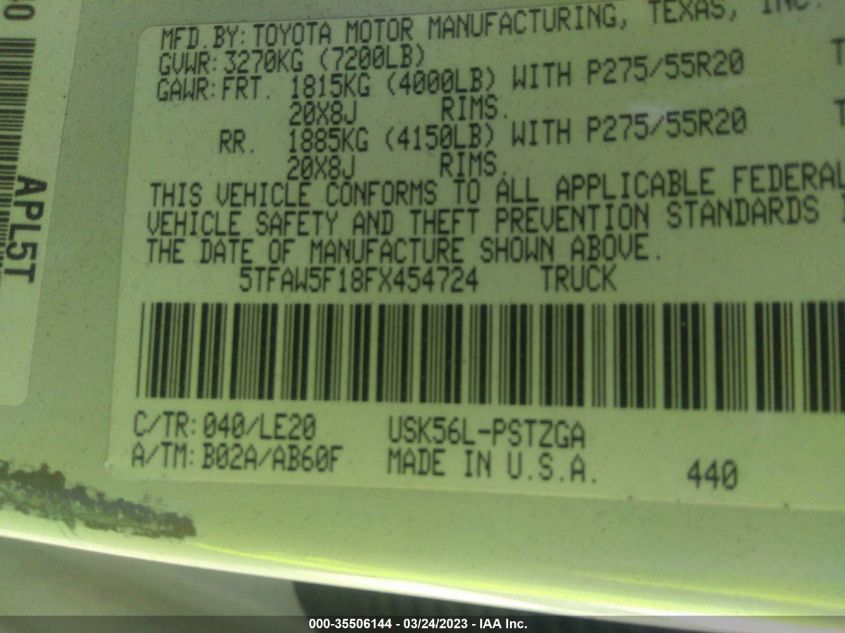 MFD.BY: TOYOTA MOTOR MANUFACTURING, TEXAS, INC.
GVWR: 3270KG (7200LB)
GAWR: FRT. 1815KG (4000LB) WITH P275/55R20 T
20X8J RIMS.
RR. 1885KG (4150LB) WITH P275/55R20 T
20X8J RIMS.
THIS VEHICLE CONFORMS TO ALL APPLICABLE FEDERAL
VEHICLE SAFETY AND THEFT PREVENTION STANDARDS
THE DATE OF MANUFACTURE SHOWN ABOVE.
5TFAW5F18FX454724 TRUCK
C/TR: 040/LE20 USK56L-PSTZGA
A/TM: B02A/AB60F MADE IN U.S.A. 440
APL5T
000-35506144 - 03/24/2023 - IAA Inc.